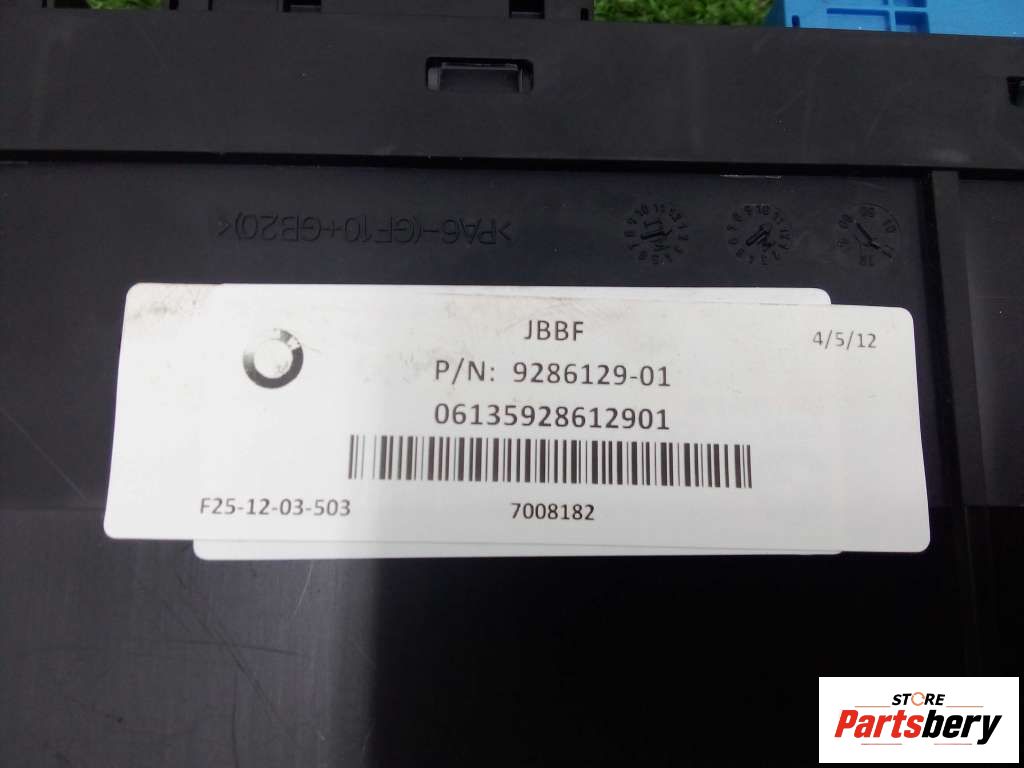 >PA6-(GF10+GB20)<
JBBF
4/5/12
P/N: 9286129-01
06135928612901
F25-12-03-503
7008182
STORE
Partsbery